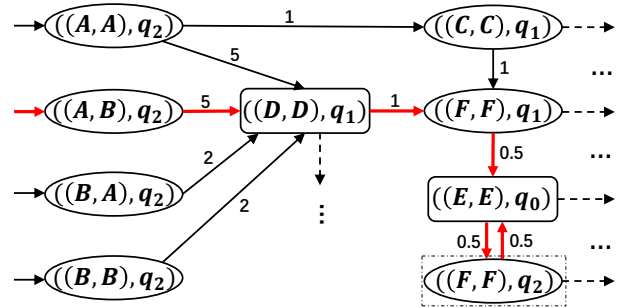 ((A, A), q₂) 1 ((C, C), q₁)
5 1 ...
((A, B), q₂) 5 ((D, D), q₁) 1 ((F, F), q₁)
2 0.5 ...
((B, A), q₂) 2 ... ((E, E), q₀)
0.5 0.5 ...
((B, B), q₂) ((F, F), q₂)